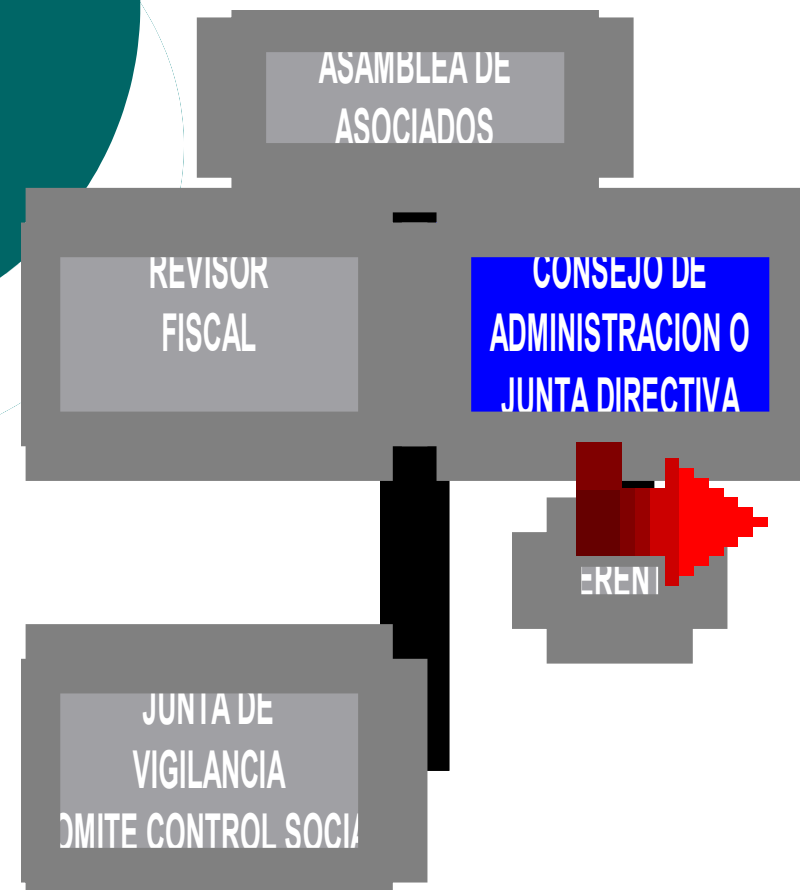 ASAMBLEA DE
ASOCIADOS
REVISOR
FISCAL
CONSEJO DE
ADMINISTRACION O
JUNTA DIRECTIVA
ERENT
JUNTA DE
VIGILANCIA
OMITE CONTROL SOCIA